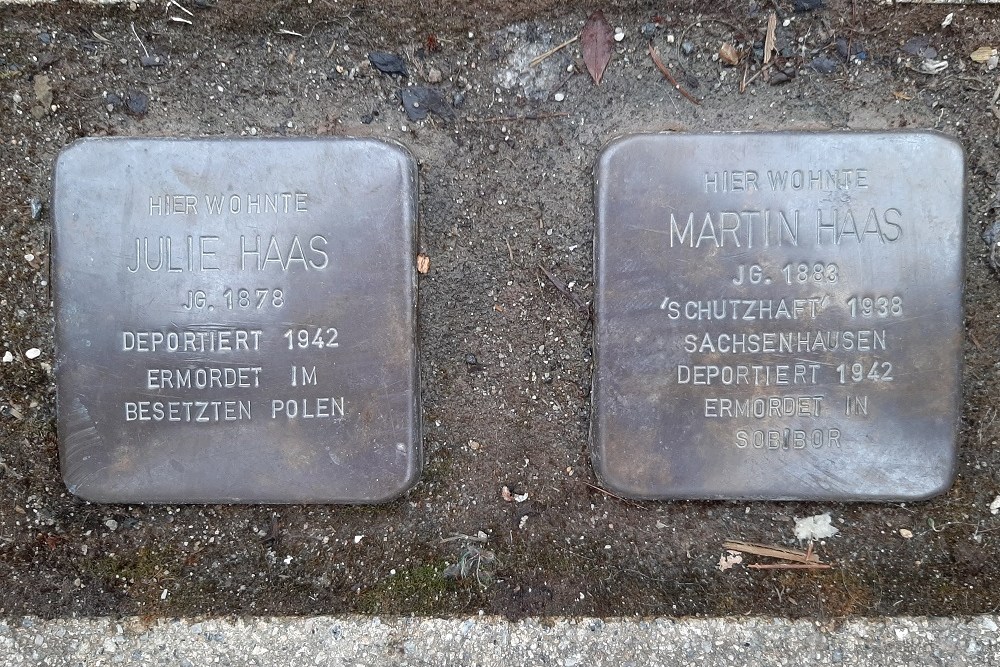 HIER WOHNTE
JULIE HAAS
JG. 1878
DEPORTIERT 1942
ERMORDET IM
BESETZTEN POLEN
HIER WOHNTE
MARTIN HAAS
JG. 1883
'SCHUTZHAFT' 1938
SACHSENHAUSEN
DEPORTIERT 1942
ERMORDET IN
SOBIBOR